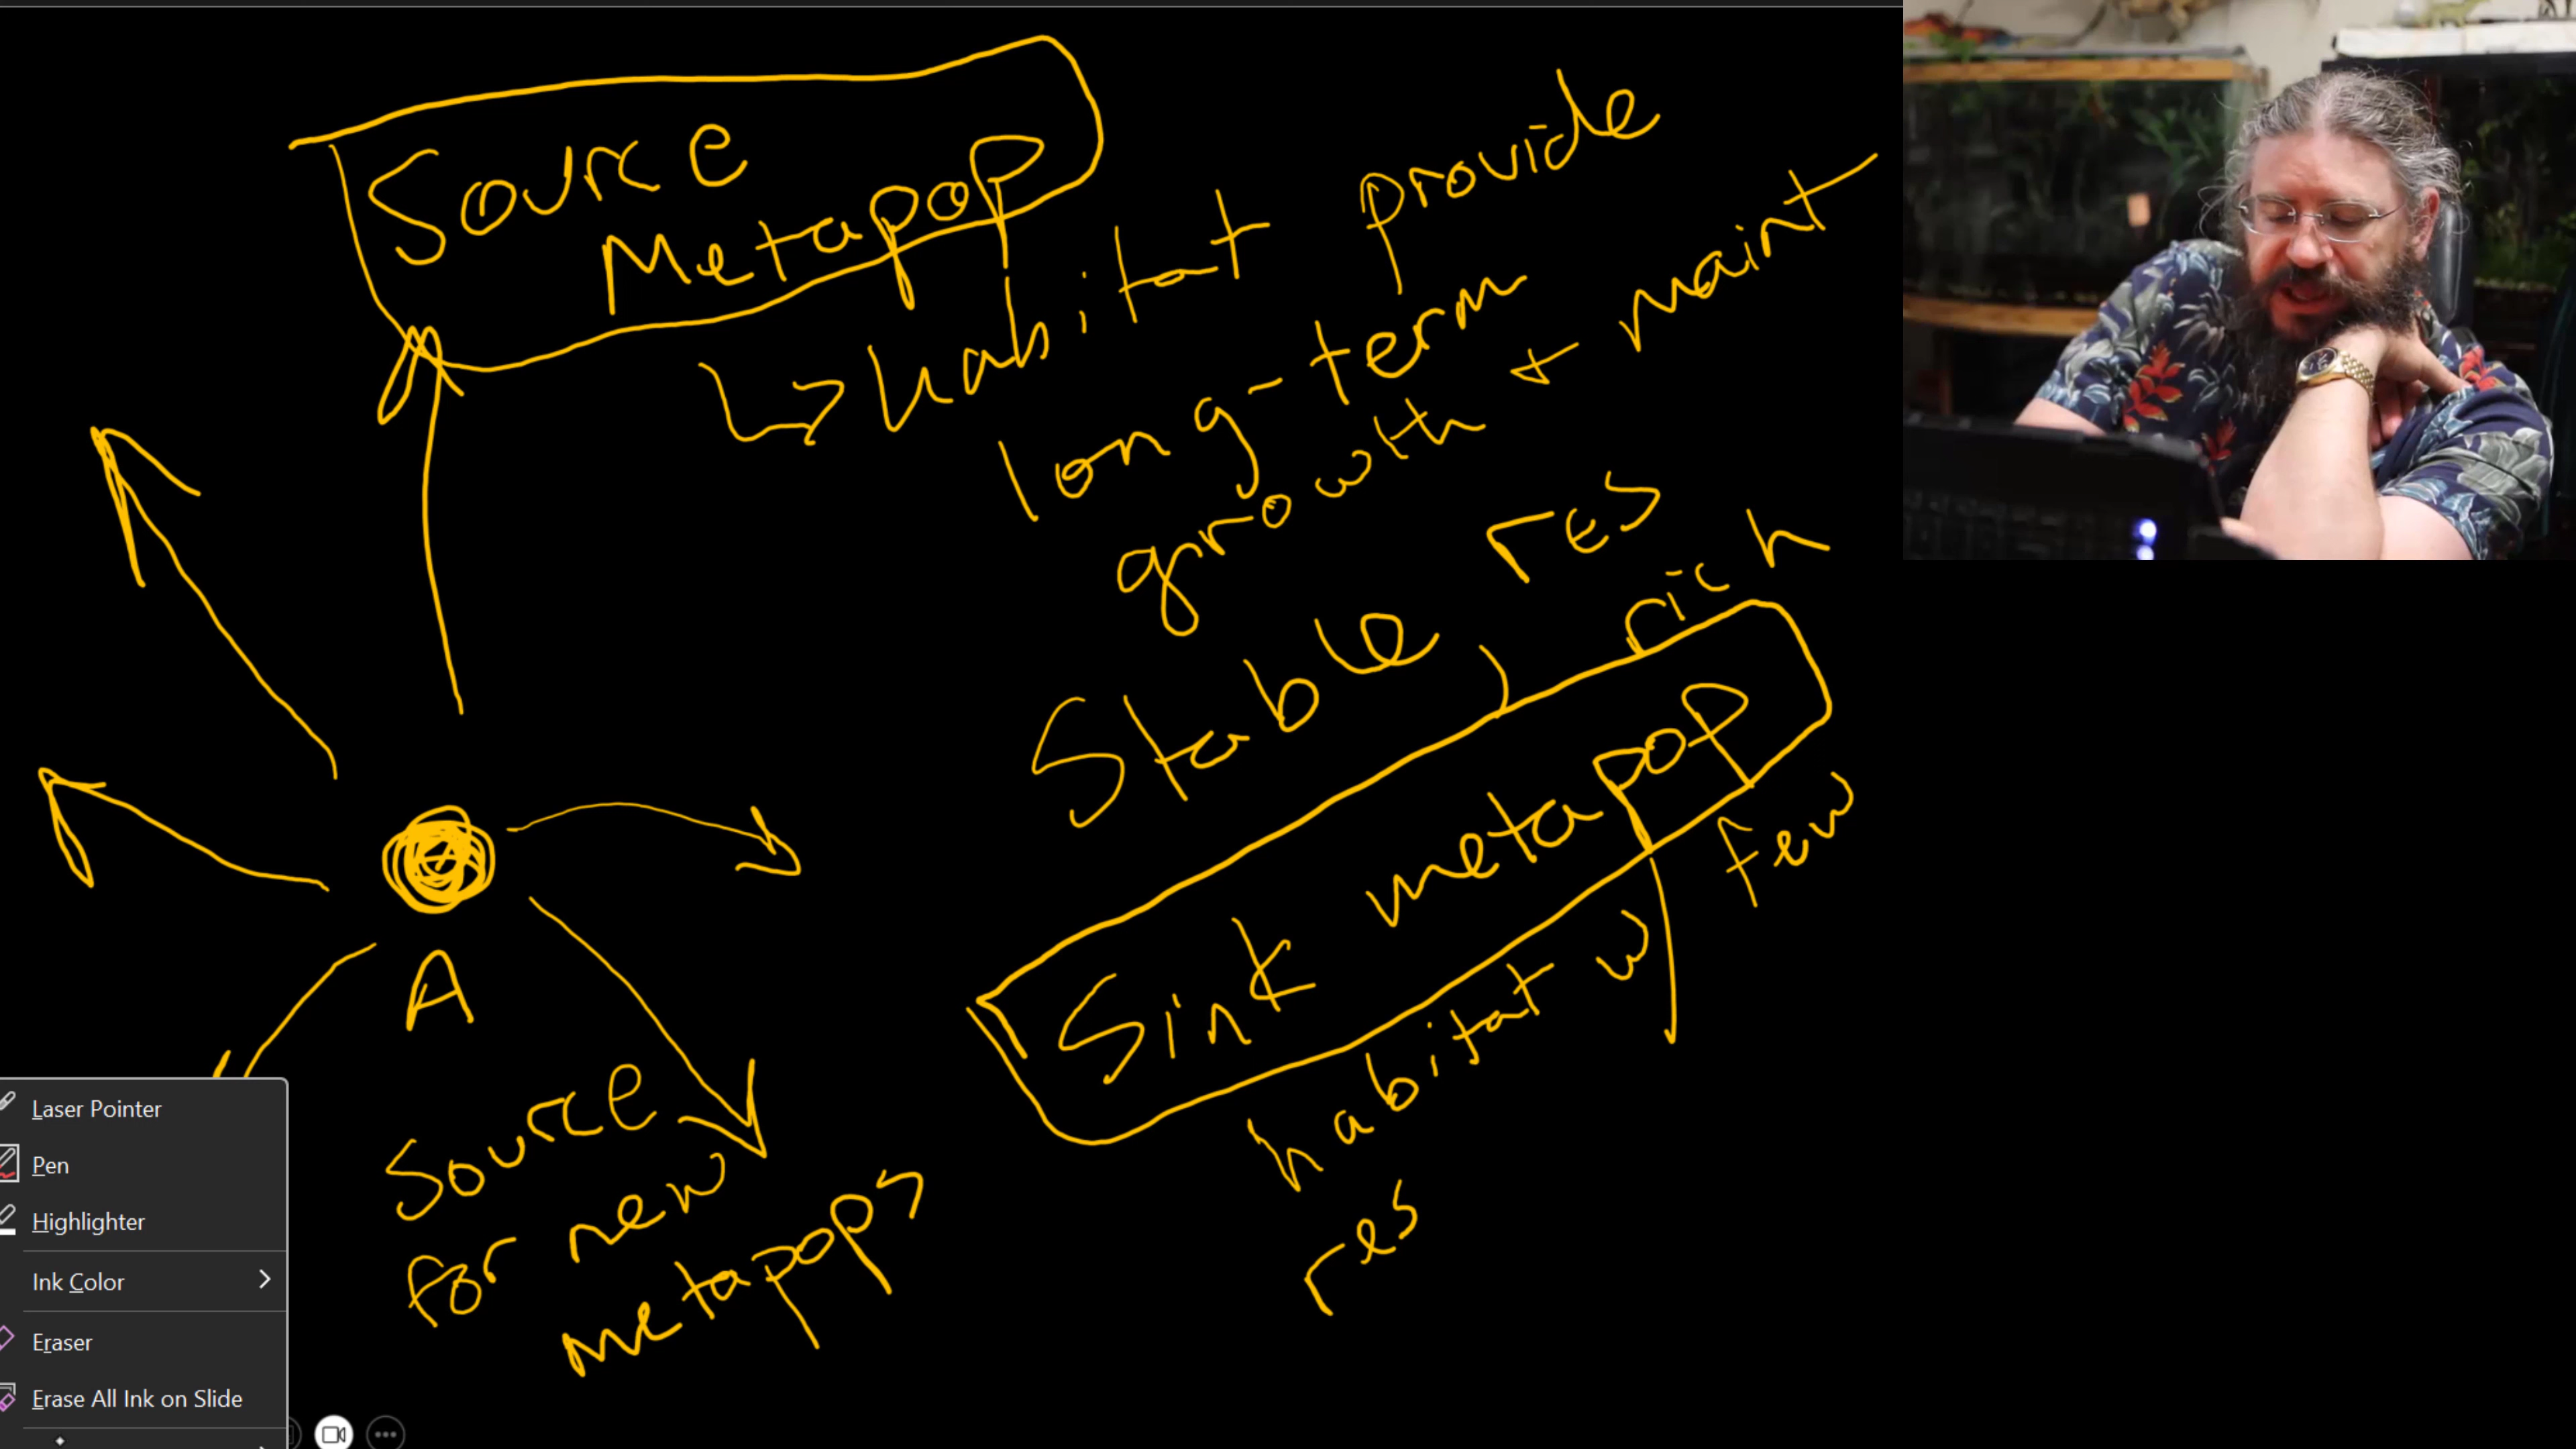 Source
Metapop
habitat provide
long-term
growth + maint
Stable, res
rich
Sink metapop
habitat w few
res
A
Source
for new
metapops
Laser Pointer
Pen
Highlighter
Ink Color
Eraser
Erase All Ink on Slide